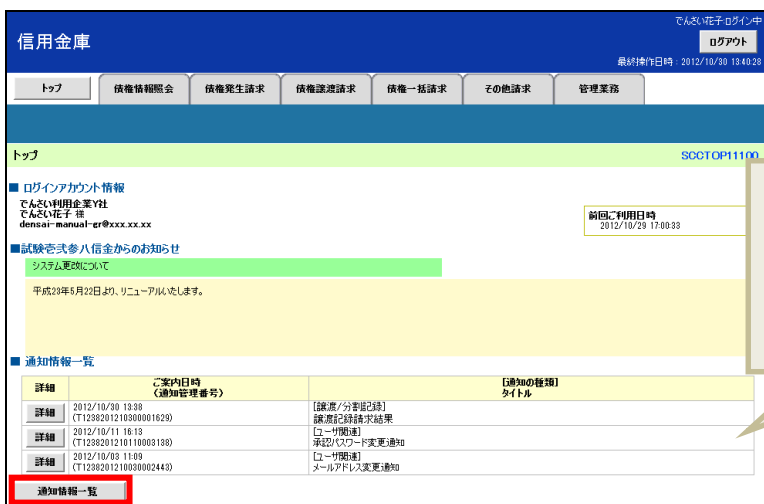 でんさい花子ログイン中
信用金庫
ログアウト
最終操作日時：2012/10/30 13:40:28
トップ 債権情報照会 債権発生請求 債権譲渡請求 債権一括請求 その他請求 管理業務
トップ SCCTOP11100
■ ログインアカウント情報
でんさい利用企業Y社
でんさい花子 様
densai-manual-gr@xxx.xx.xx
前回ご利用日時
2012/10/29 17:00:33
■試験壱弐参八信金からのお知らせ
システム更改について
平成23年5月22日より、リニューアルいたします。
■ 通知情報一覧
詳細 ご案内日時 [通知の種類]
（通知管理番号） タイトル
詳細 2012/10/30 13:38 [譲渡/分割記録]
(T1238201210300001629) 譲渡記録請求結果
詳細 2012/10/11 16:13 [ユーザ関連]
(T1238201210110003138) 承認パスワード変更通知
詳細 2012/10/03 11:09 [ユーザ関連]
(T1238201210030002443) メールアドレス変更通知
通知情報一覧